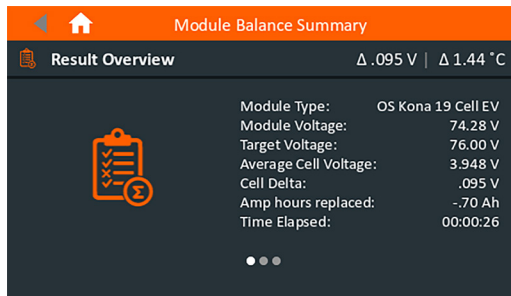 Module Balance Summary
Result Overview Δ .095 V | Δ 1.44 ˚C
Module Type: OS Kona 19 Cell EV
Module Voltage: 74.28 V
Target Voltage: 76.00 V
Average Cell Voltage: 3.948 V
Cell Delta: .095 V
Amp hours replaced: -.70 Ah
Time Elapsed: 00:00:26